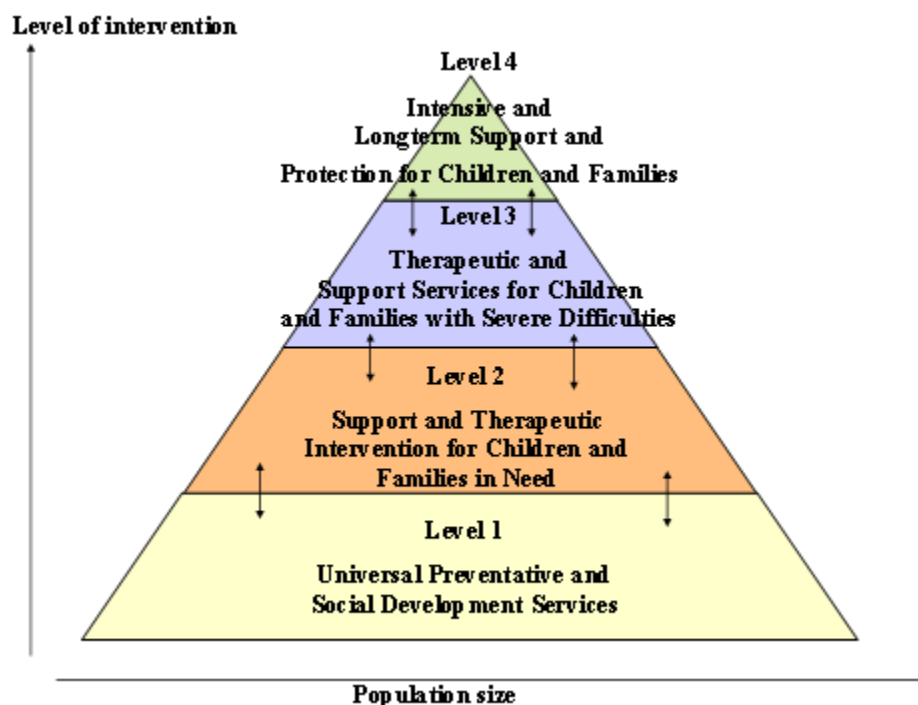 Level of intervention
Level 4
Intensive and
Longterm Support and
Protection for Children and Families
Level 3
Therapeutic and
Support Services for Children
and Families with Severe Difficulties
Level 2
Support and Therapeutic
Intervention for Children and
Families in Need
Level 1
Universal Preventative and
Social Development Services
Population size